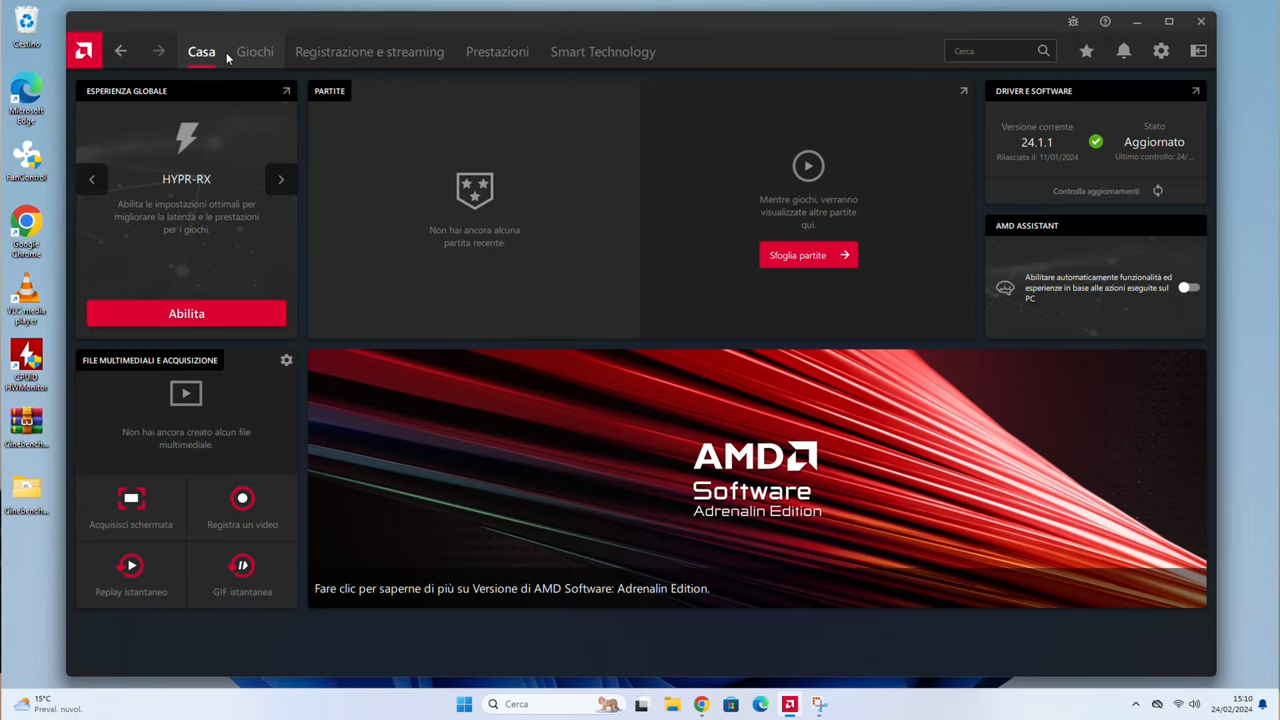 Cestino
Microsoft
Edge
FanControl
Google
Chrome
VLC media
player
CPUID
HWMonitor
Cinebench...
Cinebench...
Casa
Giochi
Registrazione e streaming
Prestazioni
Smart Technology
Cerca
ESPERIENZA GLOBALE
HYPR-RX
Abilita le impostazioni ottimali per
migliorare la latenza e le prestazioni
per i giochi.
Abilita
PARTITE
Non hai ancora alcuna
partita recente.
Mentre giochi, verranno
visualizzate altre partite
qui.
Sfoglia partite
DRIVER E SOFTWARE
Versione corrente
24.1.1
Rilasciata il: 11/01/2024
Stato
Aggiornato
Ultimo controllo: 24/...
Controlla aggiornamenti
AMD ASSISTANT
Abilitare automaticamente funzionalità ed
esperienze in base alle azioni eseguite sul
PC
FILE MULTIMEDIALI E ACQUISIZIONE
Non hai ancora creato alcun file
multimediale.
Acquisisci schermata
Registra un video
Replay istantaneo
GIF istantanea
AMD
Software
Adrenalin Edition
Fare clic per saperne di più su Versione di AMD Software: Adrenalin Edition.
15°C
Preval. nuvol.
Cerca
15:10
24/02/2024